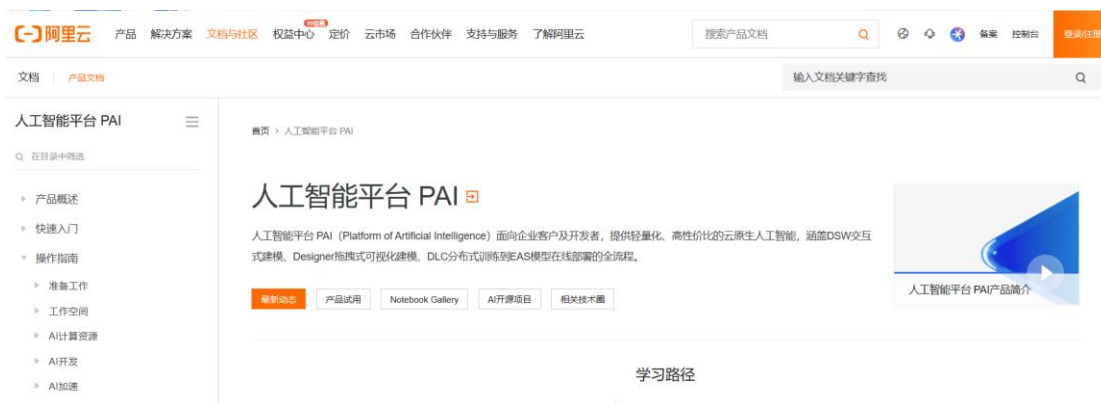 阿里云 产品 解决方案 文档与社区 权益中心 定价 云市场 合作伙伴 支持与服务 了解阿里云 搜索产品文档 备案 控制台 登录/注册
文档 产品文档 输入文档关键字查找
人工智能平台 PAI
在目录中筛选
产品概述
快速入门
操作指南
准备工作
工作空间
AI计算资源
AI开发
AI加速
首页 > 人工智能平台 PAI
人工智能平台 PAI
人工智能平台 PAI（Platform of Artificial Intelligence）面向企业客户及开发者，提供轻量化、高性价比的云原生人工智能，涵盖DSW交互
式建模、Designer拖拽式可视化建模、DLC分布式训练到EAS模型在线部署的全流程。
最新动态 产品试用 Notebook Gallery AI开源项目 相关技术圈
人工智能平台 PAI产品简介
学习路径